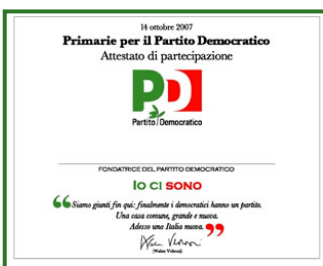 14 ottobre 2007
Primarie per il Partito Democratico
Attestato di partecipazione
PD
Partito Democratico
FONDATRICE DEL PARTITO DEMOCRATICO
IO CI SONO
“Siamo giunti fin qui: finalmente i democratici hanno un partito.
Una casa comune, grande e nuova.
Adesso una Italia nuova.”
(Walter Veltroni)